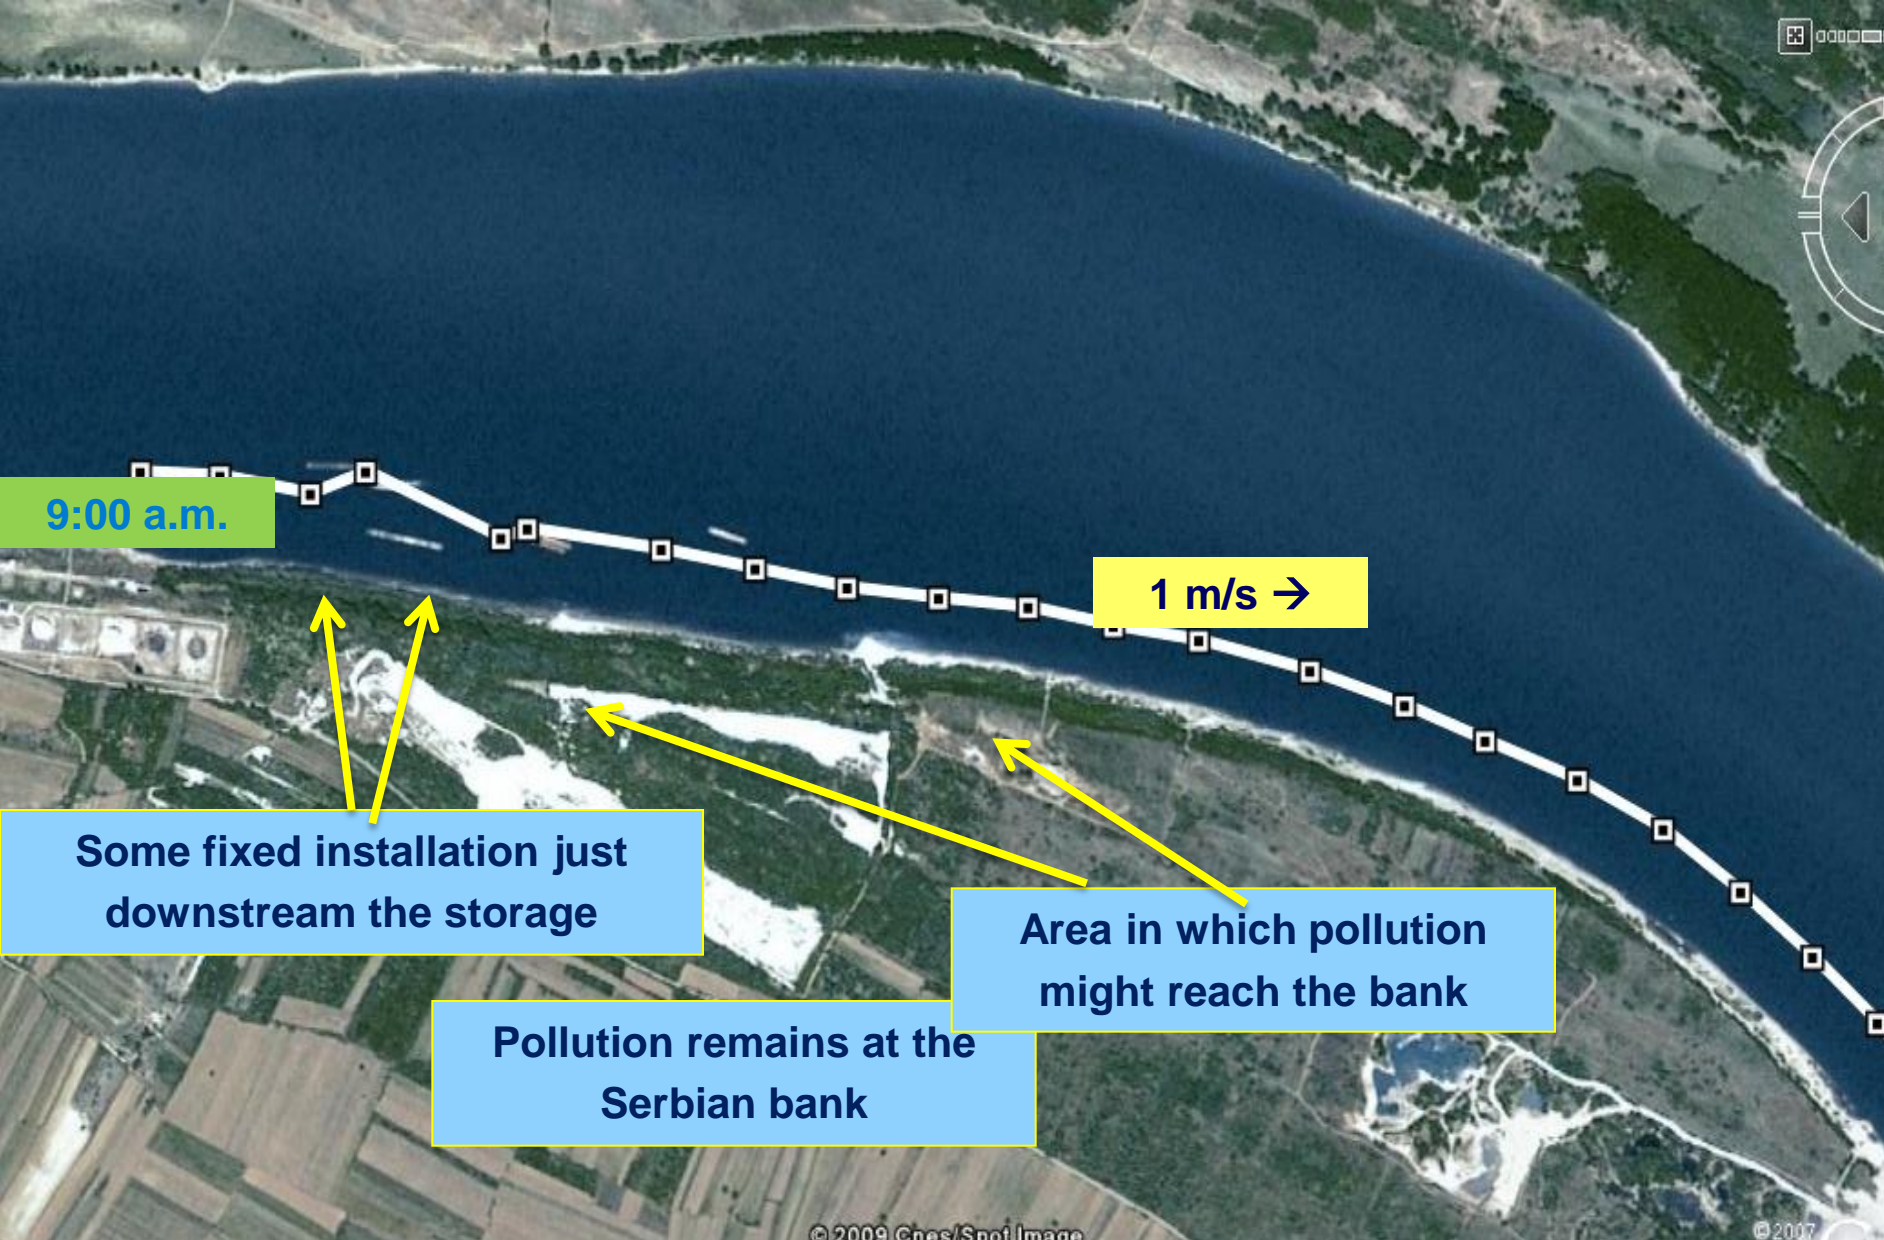 9:00 a.m.
1 m/s →
Some fixed installation just
downstream the storage
Area in which pollution
might reach the bank
Pollution remains at the
Serbian bank
© 2009 Cnes/Spot Image
© 2007